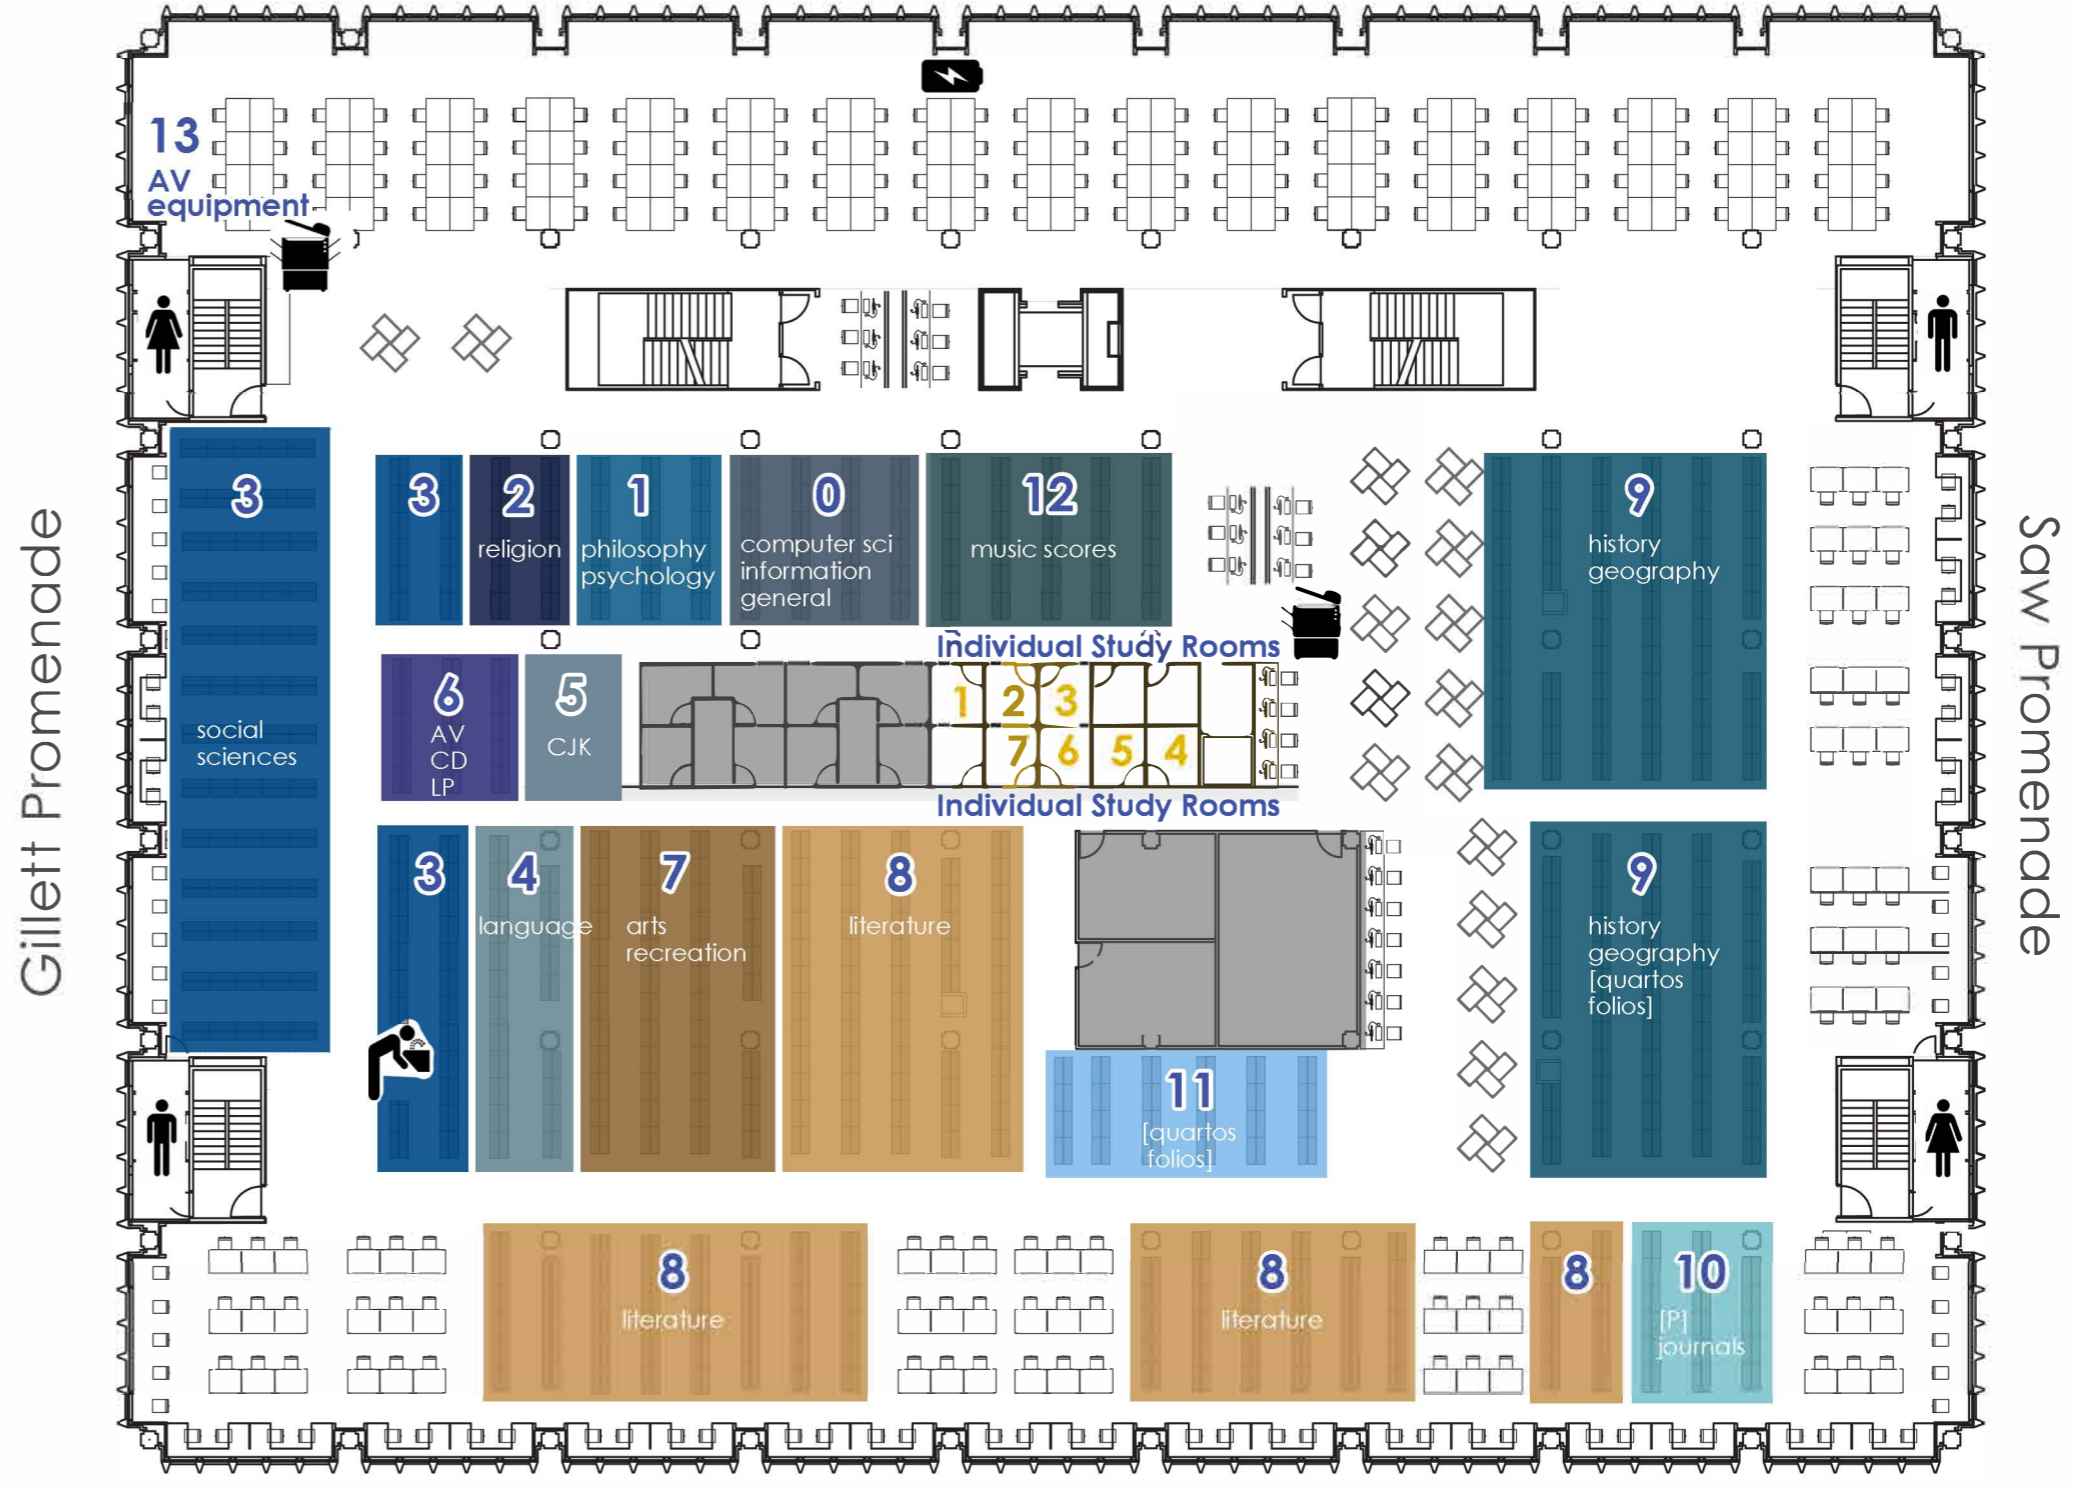 13
AV
equipment
Gillett Promenade
Saw Promenade
3
social
sciences
3
2
religion
1
philosophy
psychology
0
computer sci
information
general
12
music scores
9
history
geography
Individual Study Rooms
6
AV
CD
LP
5
CJK
1
2
3
7
6
5
4
Individual Study Rooms
3
4
language
7
arts
recreation
8
literature
9
history
geography
[quartos
folios]
11
[quartos
folios]
8
literature
8
literature
8
10
[P]
journals